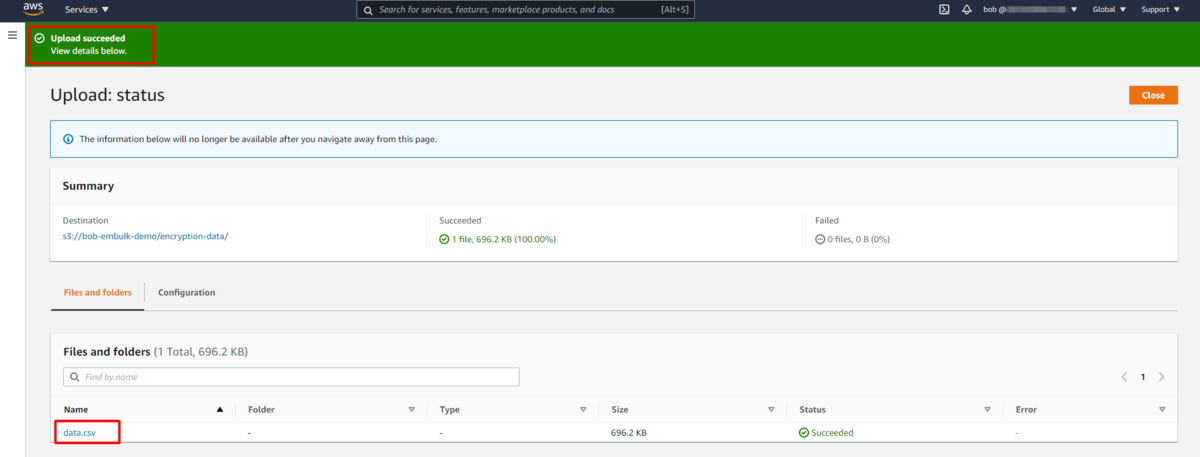 aws
Services ▼
Search for services, features, marketplace products, and docs [Alt+S]
bob @ ▼
Global ▼
Support ▼
Upload succeeded
View details below.
Upload: status
Close
The information below will no longer be available after you navigate away from this page.
Summary
Destination
s3://bob-embulk-demo/encryption-data/
Succeeded
1 file, 696.2 KB (100.00%)
Failed
0 files, 0 B (0%)
Files and folders
Configuration
Files and folders (1 Total, 696.2 KB)
Find by name
1
Name Folder Type Size Status Error
data.csv - - 696.2 KB Succeeded -